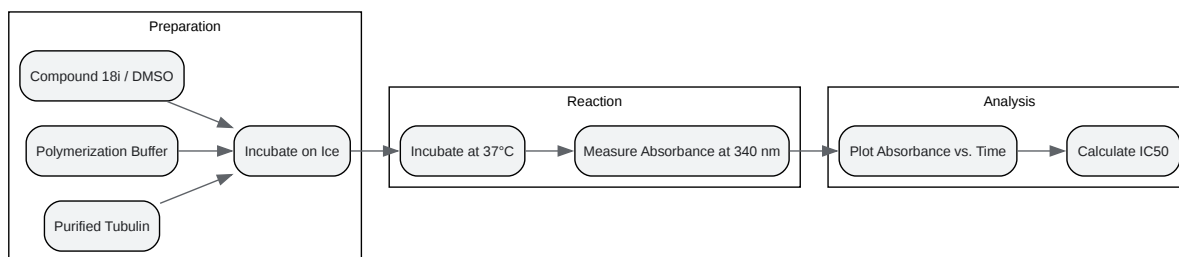 Preparation
Compound 18i / DMSO
Polymerization Buffer
Purified Tubulin
Incubate on Ice
Reaction
Incubate at 37°C
Measure Absorbance at 340 nm
Analysis
Plot Absorbance vs. Time
Calculate IC50